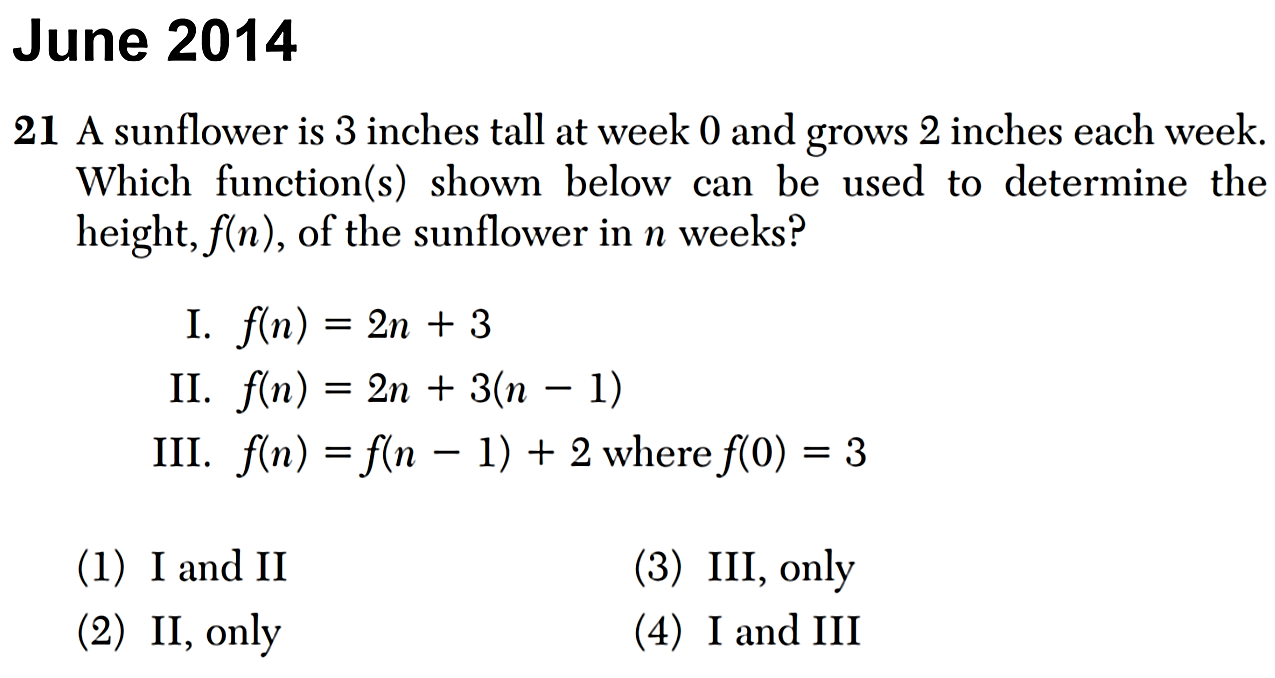 June 2014
21 A sunflower is 3 inches tall at week 0 and grows 2 inches each week.
Which function(s) shown below can be used to determine the
height, f(n), of the sunflower in n weeks?
I. f(n) = 2n + 3
II. f(n) = 2n + 3(n − 1)
III. f(n) = f(n − 1) + 2 where f(0) = 3
(1) I and II (3) III, only
(2) II, only (4) I and III